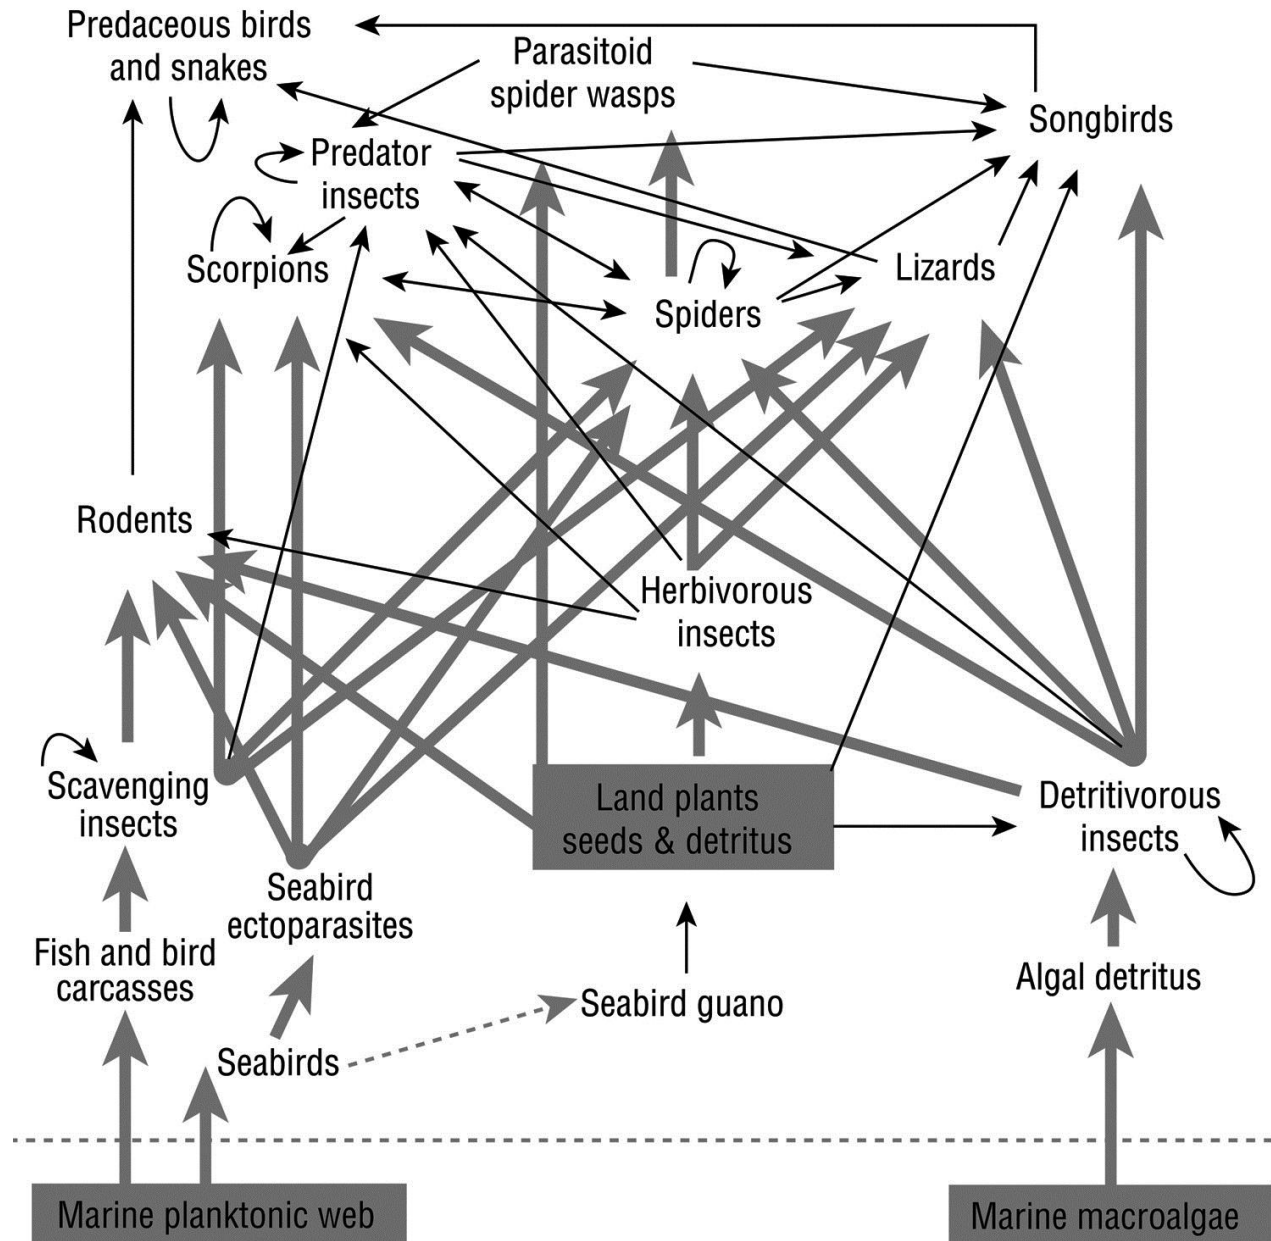 Predaceous birds
and snakes
Parasitoid
spider wasps
Songbirds
Predator
insects
Scorpions
Lizards
Spiders
Rodents
Herbivorous
insects
Scavenging
insects
Land plants
seeds & detritus
Detritivorous
insects
Seabird
ectoparasites
Fish and bird
carcasses
Algal detritus
Seabird guano
Seabirds
Marine planktonic web
Marine macroalgae